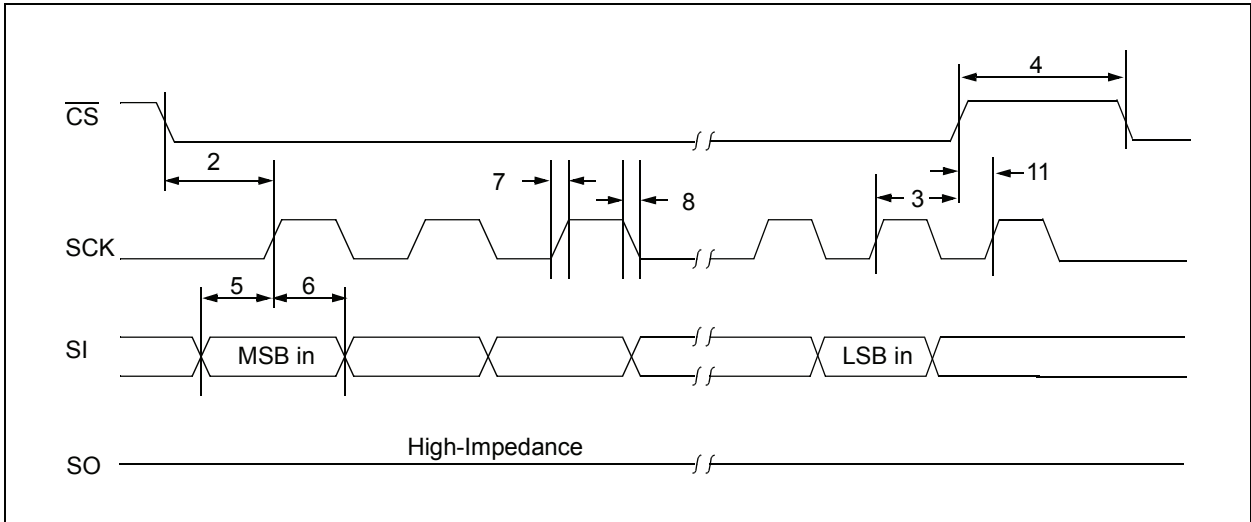 4
CS
2
7
8
3
11
SCK
5
6
SI
MSB in
LSB in
High-Impedance
SO